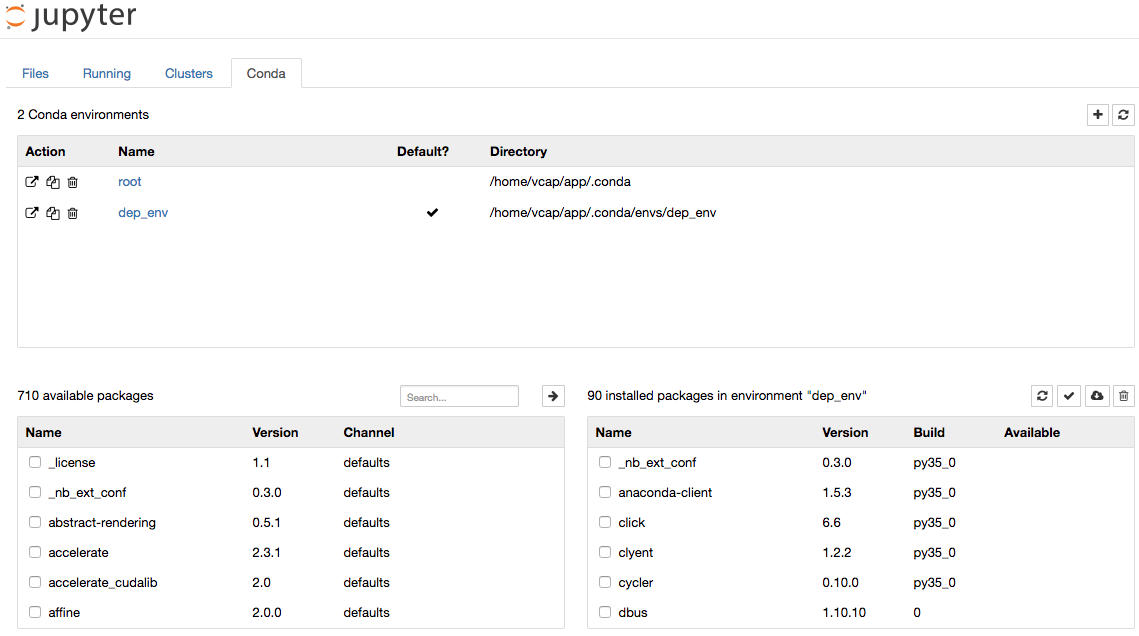 jupyter
Files Running Clusters Conda
2 Conda environments
Action Name Default? Directory
root /home/vcap/app/.conda
dep_env /home/vcap/app/.conda/envs/dep_env
710 available packages Search...
Name Version Channel
_license 1.1 defaults
_nb_ext_conf 0.3.0 defaults
abstract-rendering 0.5.1 defaults
accelerate 2.3.1 defaults
accelerate_cudalib 2.0 defaults
affine 2.0.0 defaults
90 installed packages in environment "dep_env"
Name Version Build Available
_nb_ext_conf 0.3.0 py35_0
anaconda-client 1.5.3 py35_0
click 6.6 py35_0
clyent 1.2.2 py35_0
cycler 0.10.0 py35_0
dbus 1.10.10 0